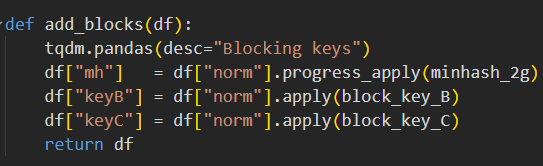 def add_blocks(df):
    tqdm.pandas(desc="Blocking keys")
    df["mh"]   = df["norm"].progress_apply(minhash_2g)
    df["keyB"] = df["norm"].apply(block_key_B)
    df["keyC"] = df["norm"].apply(block_key_C)
    return df